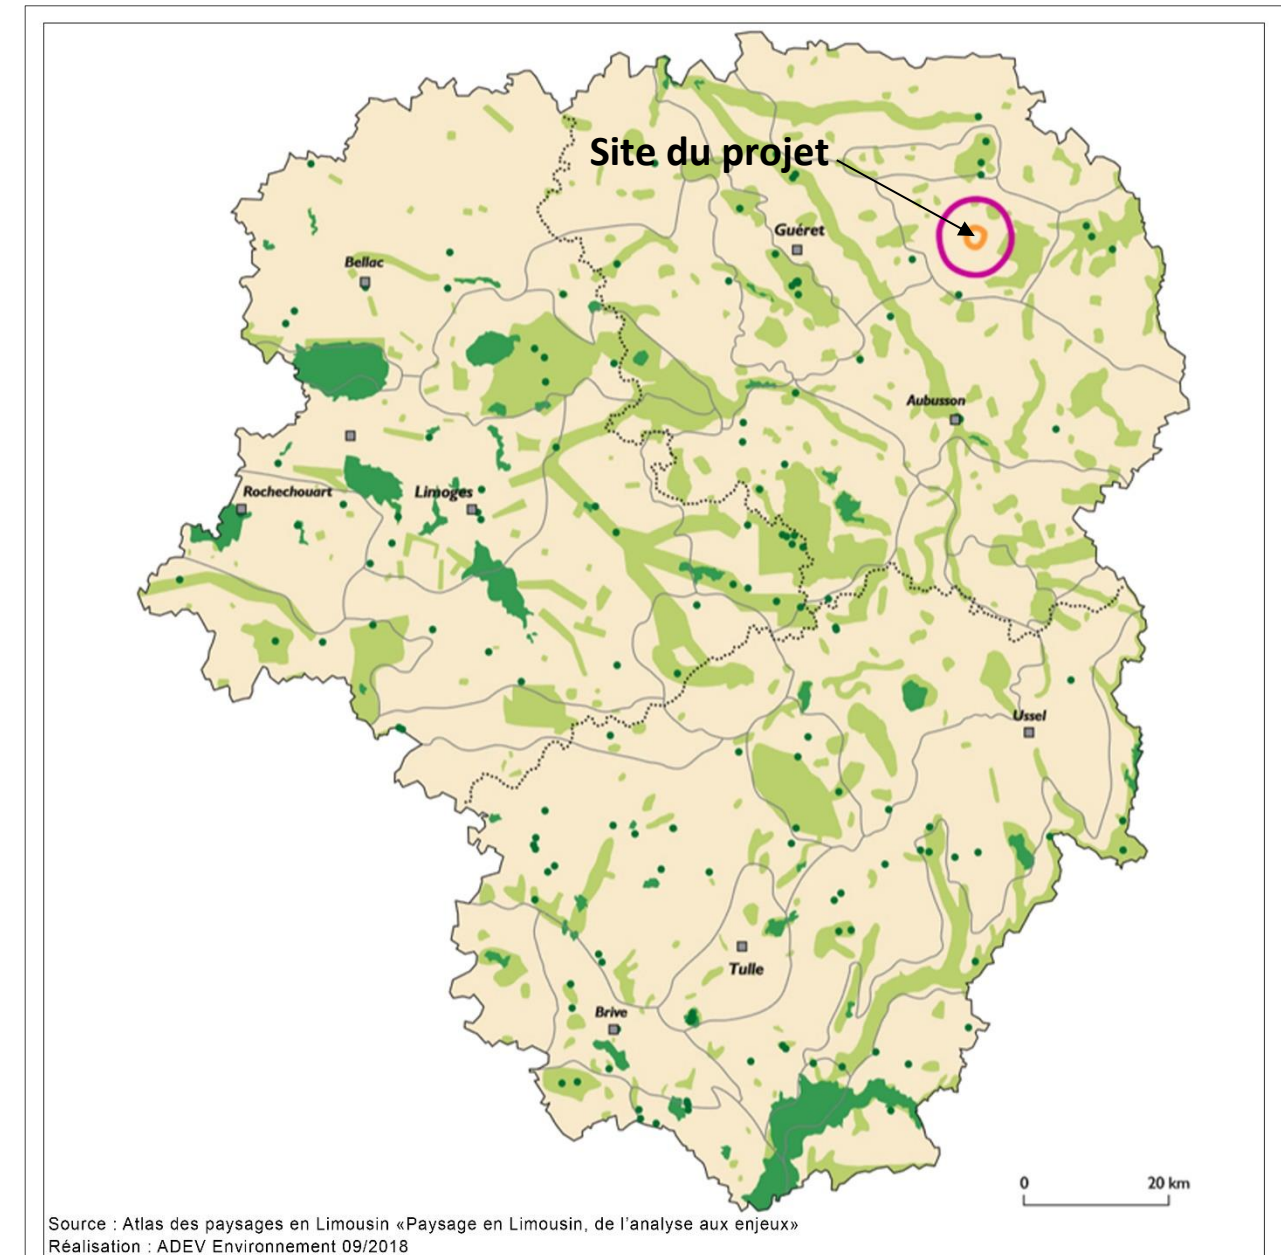 Site du projet
Guéret
Bellac
Aubusson
Rochechouart
Limoges
Ussel
Tulle
Brive
0 20 km
Source : Atlas des paysages en Limousin «Paysage en Limousin, de l'analyse aux enjeux»
Réalisation : ADEV Environnement 09/2018